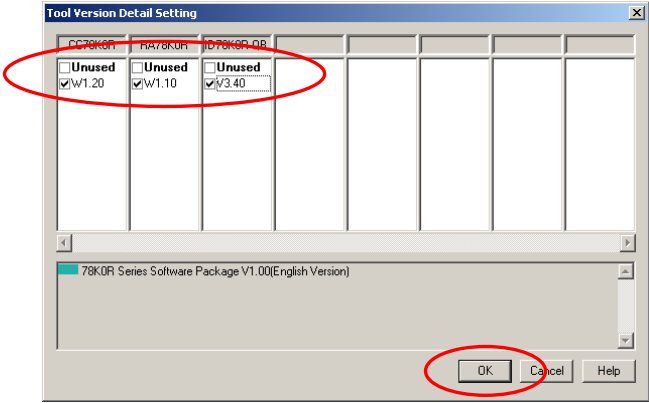 Tool Version Detail Setting
CC78K0R RA78K0R ID78K0R-QB
Unused Unused Unused
W1.20 W1.10 V3.40
78K0R Series Software Package V1.00(English Version)
OK Cancel Help